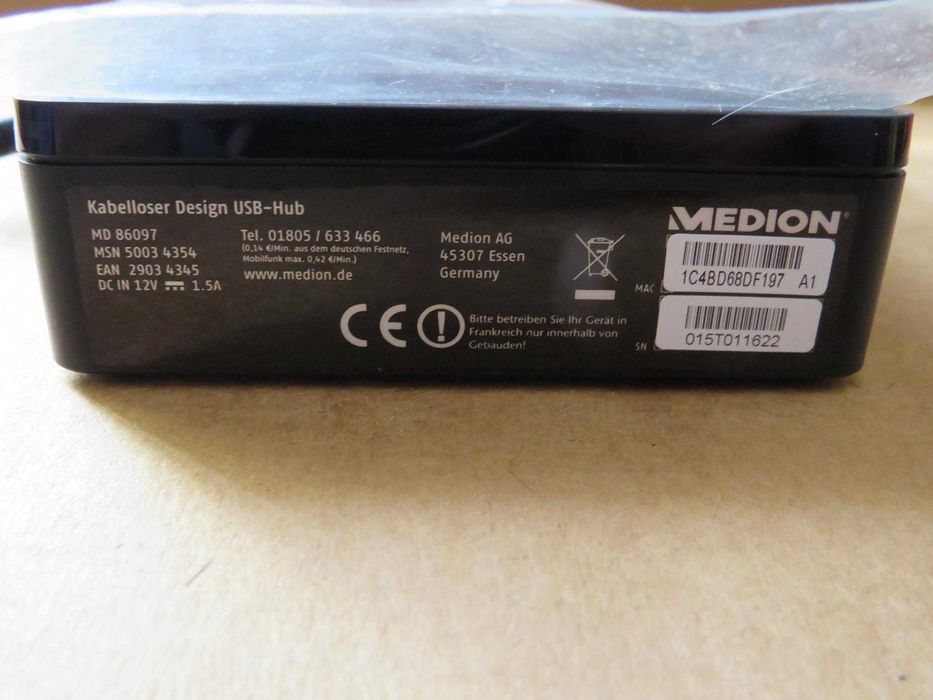 Kabelloser Design USB-Hub
MD 86097
MSN 5003 4354
EAN 2903 4345
DC IN 12V 1.5A
Tel. 01805 / 633 466
(0,14 €/Min. aus dem deutschen Festnetz,
Mobilfunk max. 0,42 €/Min.)
www.medion.de
Medion AG
45307 Essen
Germany
CE
Bitte betreiben Sie Ihr Gerät in
Frankreich nur innerhalb von
Gebäuden!
MEDION®
MAC
1C4BD68DF197 A1
SN
015T011622